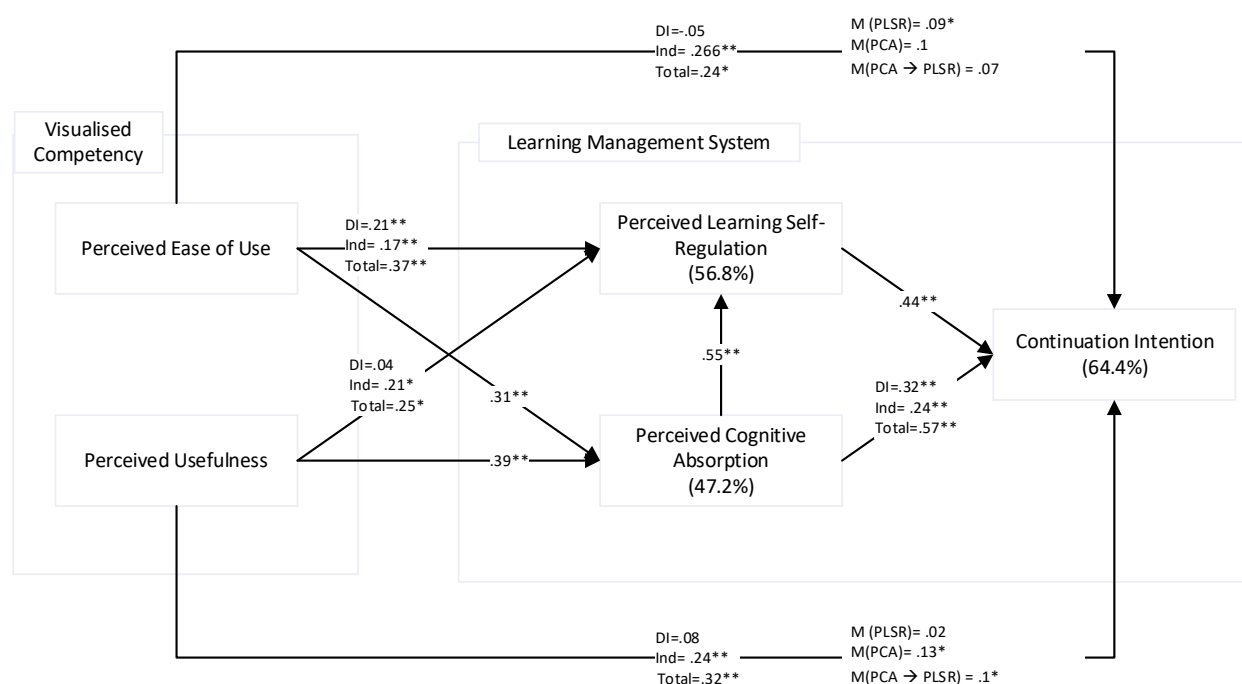 DI=-.05
Ind= .266**
Total=.24*
M (PLSR)= .09*
M(PCA)= .1
M(PCA → PLSR) = .07
Visualised
Competency
Learning Management System
Perceived Ease of Use
DI=.21**
Ind= .17**
Total=.37**
Perceived Learning Self-
Regulation
(56.8%)
.44**
Continuation Intention
(64.4%)
.55**
DI=.04
Ind= .21*
Total=.25*
.31**
DI=.32**
Ind= .24**
Total=.57**
Perceived Usefulness
.39**
Perceived Cognitive
Absorption
(47.2%)
DI=.08
Ind= .24**
Total=.32**
M (PLSR)= .02
M(PCA)= .13*
M(PCA → PLSR) = .1*